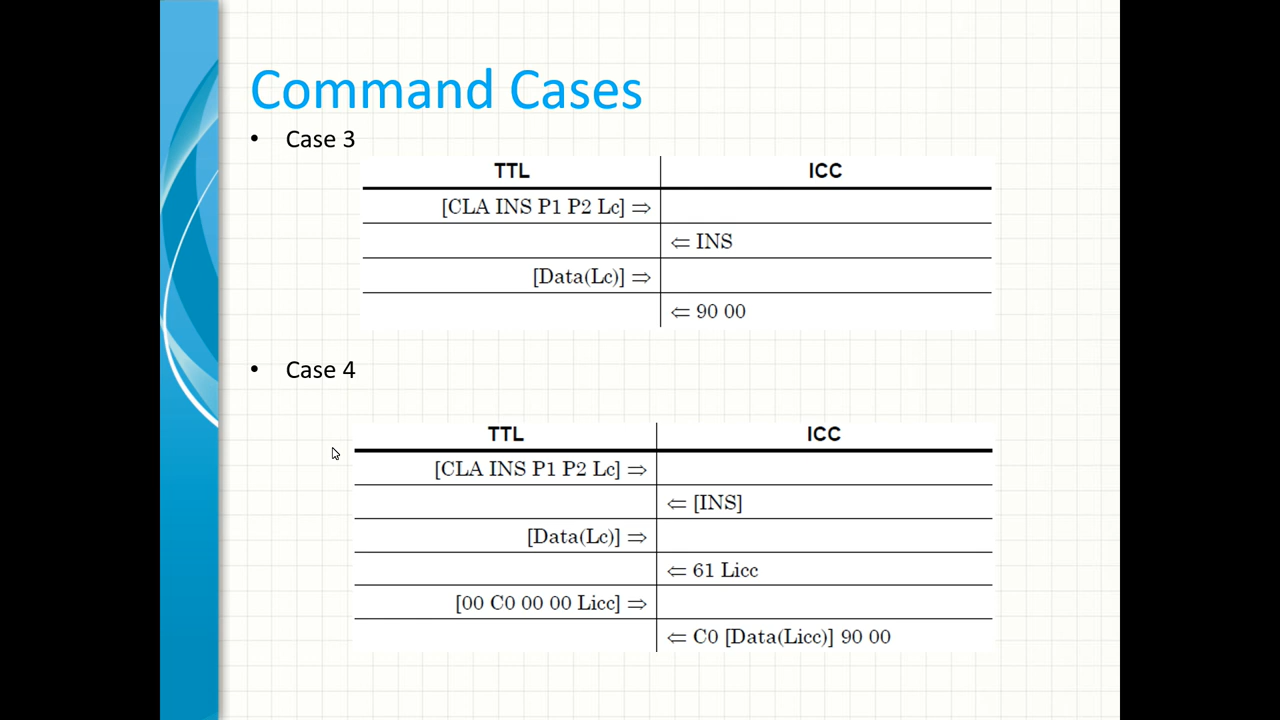 Command Cases
• Case 3
TTL ICC
[CLA INS P1 P2 Lc] ⇒
⇐ INS
[Data(Lc)] ⇒
⇐ 90 00
• Case 4
TTL ICC
[CLA INS P1 P2 Lc] ⇒
⇐ [INS]
[Data(Lc)] ⇒
⇐ 61 Licc
[00 C0 00 00 Licc] ⇒
⇐ C0 [Data(Licc)] 90 00